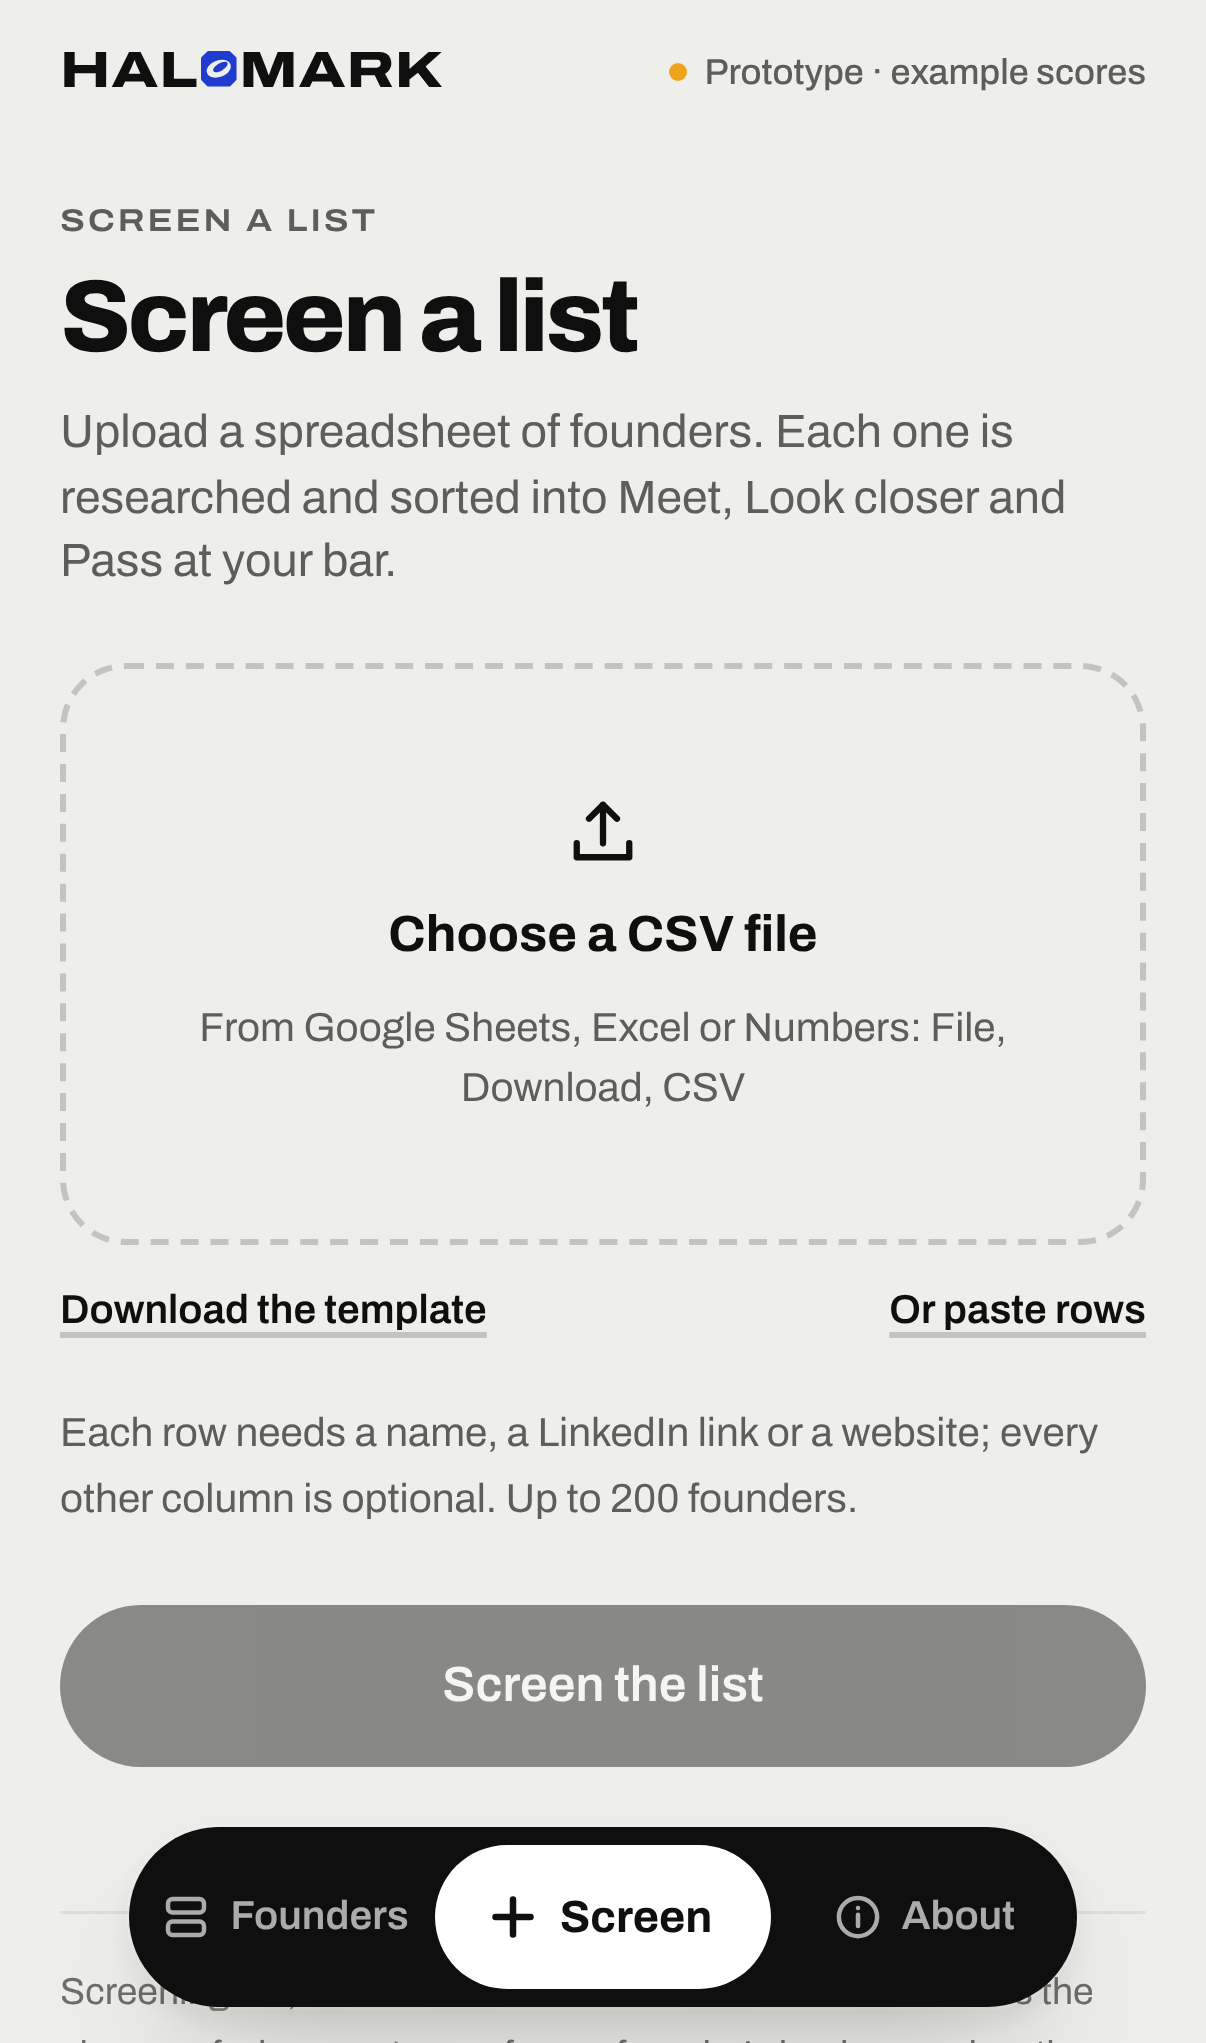 HALOMARK
Prototype · example scores
SCREEN A LIST
Screen a list
Upload a spreadsheet of founders. Each one is
researched and sorted into Meet, Look closer and
Pass at your bar.
Choose a CSV file
From Google Sheets, Excel or Numbers: File,
Download, CSV
Download the template
Or paste rows
Each row needs a name, a LinkedIn link or a website; every
other column is optional. Up to 200 founders.
Screen the list
Founders
Screen
About
the